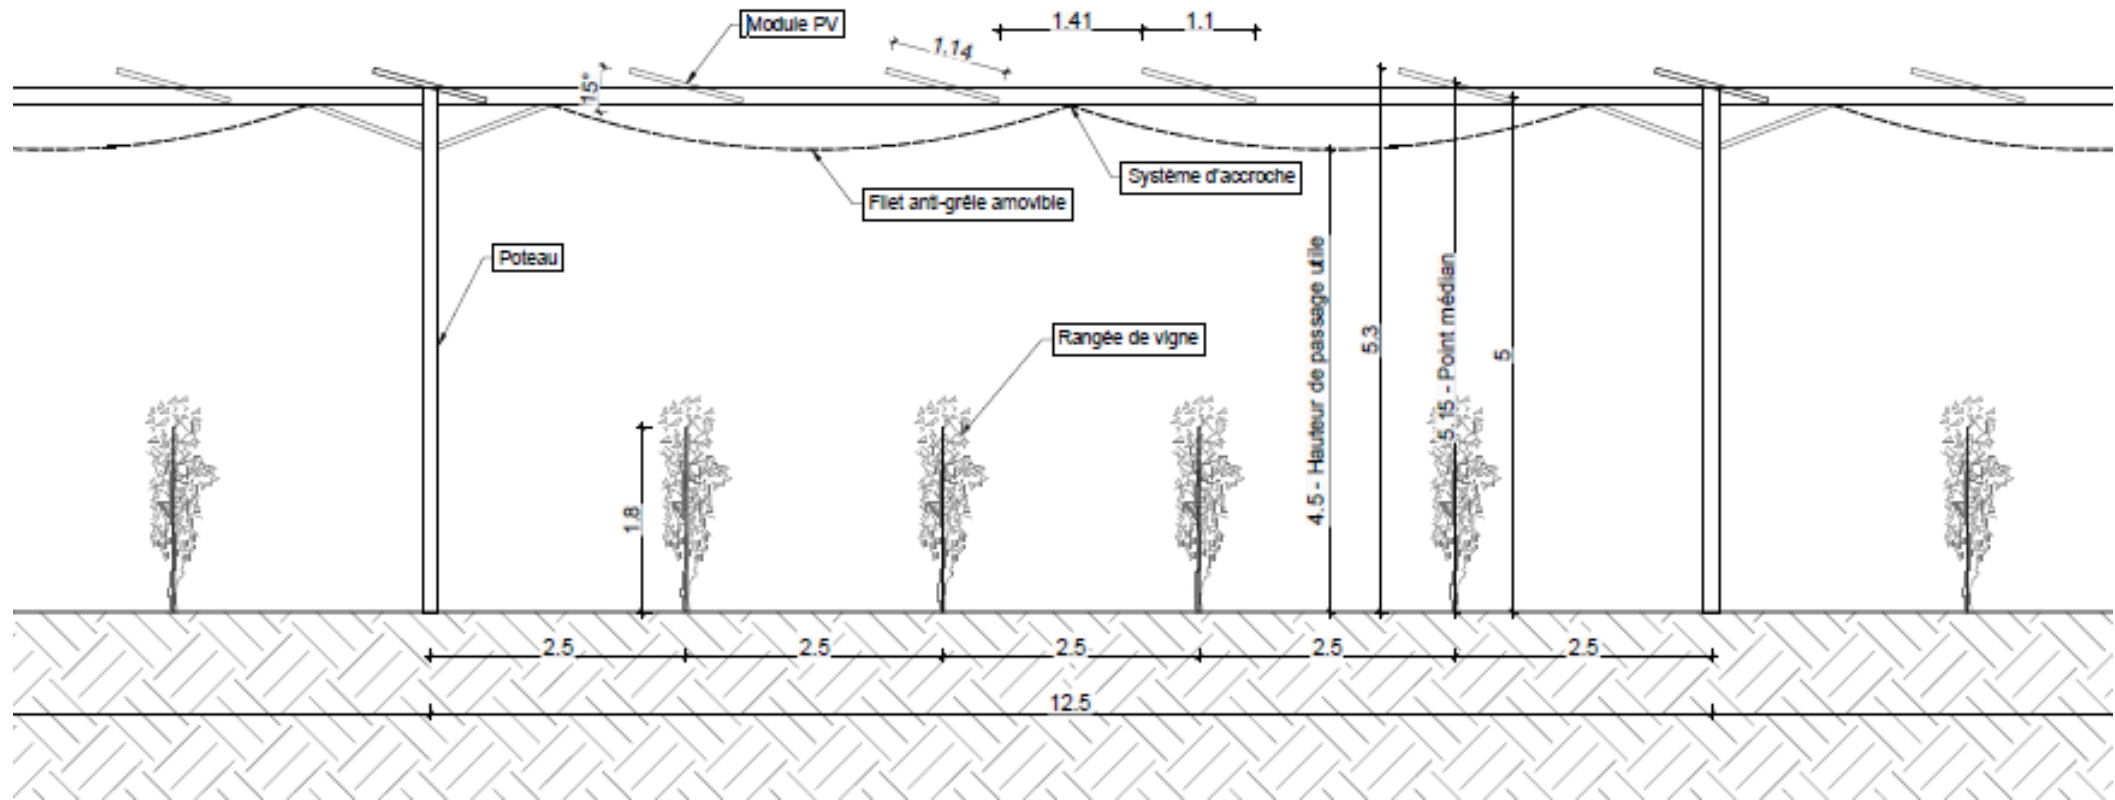 Module PV
1.41
1.1
1.14
15°
Système d'accroche
Filet anti-grêle amovible
Poteau
Rangée de vigne
4.5 - Hauteur de passage utile
5.3
5.15 - Point médian
5
1.8
2.5
2.5
2.5
2.5
2.5
12.5